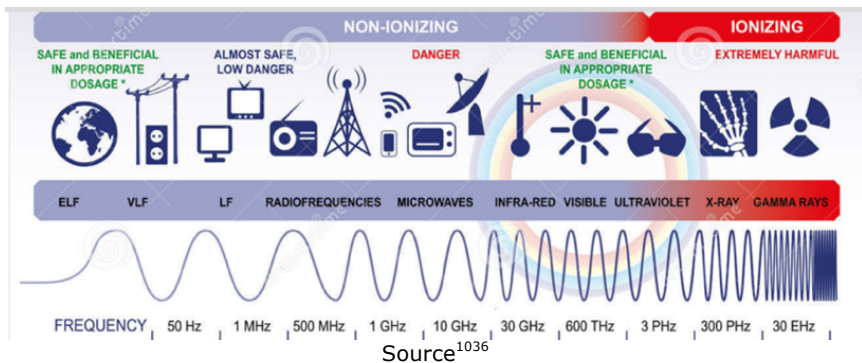 NON-IONIZING IONIZING
SAFE and BENEFICIAL
IN APPROPRIATE
DOSAGE *
ALMOST SAFE,
LOW DANGER
DANGER
SAFE and BENEFICIAL
IN APPROPRIATE
DOSAGE *
EXTREMELY HARMFUL
ELF VLF LF RADIOFREQUENCIES MICROWAVES INFRA-RED VISIBLE ULTRAVIOLET X-RAY GAMMA RAYS
FREQUENCY 50 Hz 1 MHz 500 MHz 1 GHz 10 GHz 30 GHz 600 THz 3 PHz 300 PHz 30 EHz
Source1036